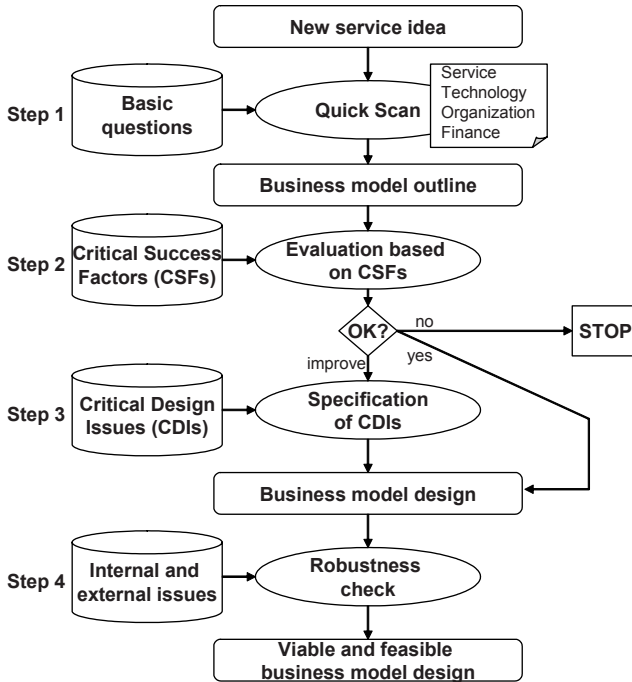 New service idea
Step 1
Basic
questions
Quick Scan
Service
Technology
Organization
Finance
Business model outline
Step 2
Critical Success
Factors (CSFs)
Evaluation based
on CSFs
OK?
no
STOP
improve
yes
Step 3
Critical Design
Issues (CDIs)
Specification
of CDIs
Business model design
Step 4
Internal and
external issues
Robustness
check
Viable and feasible
business model design